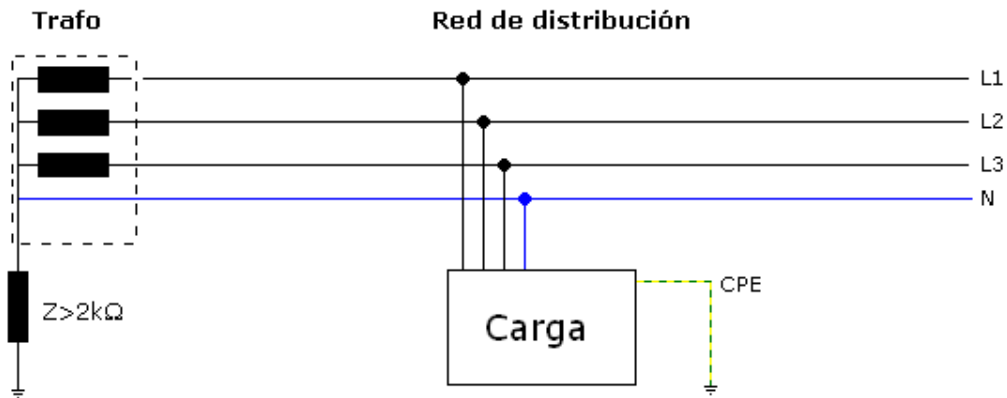 Trafo
Red de distribución
L1
L2
L3
N
Z>2kΩ
CPE
Carga